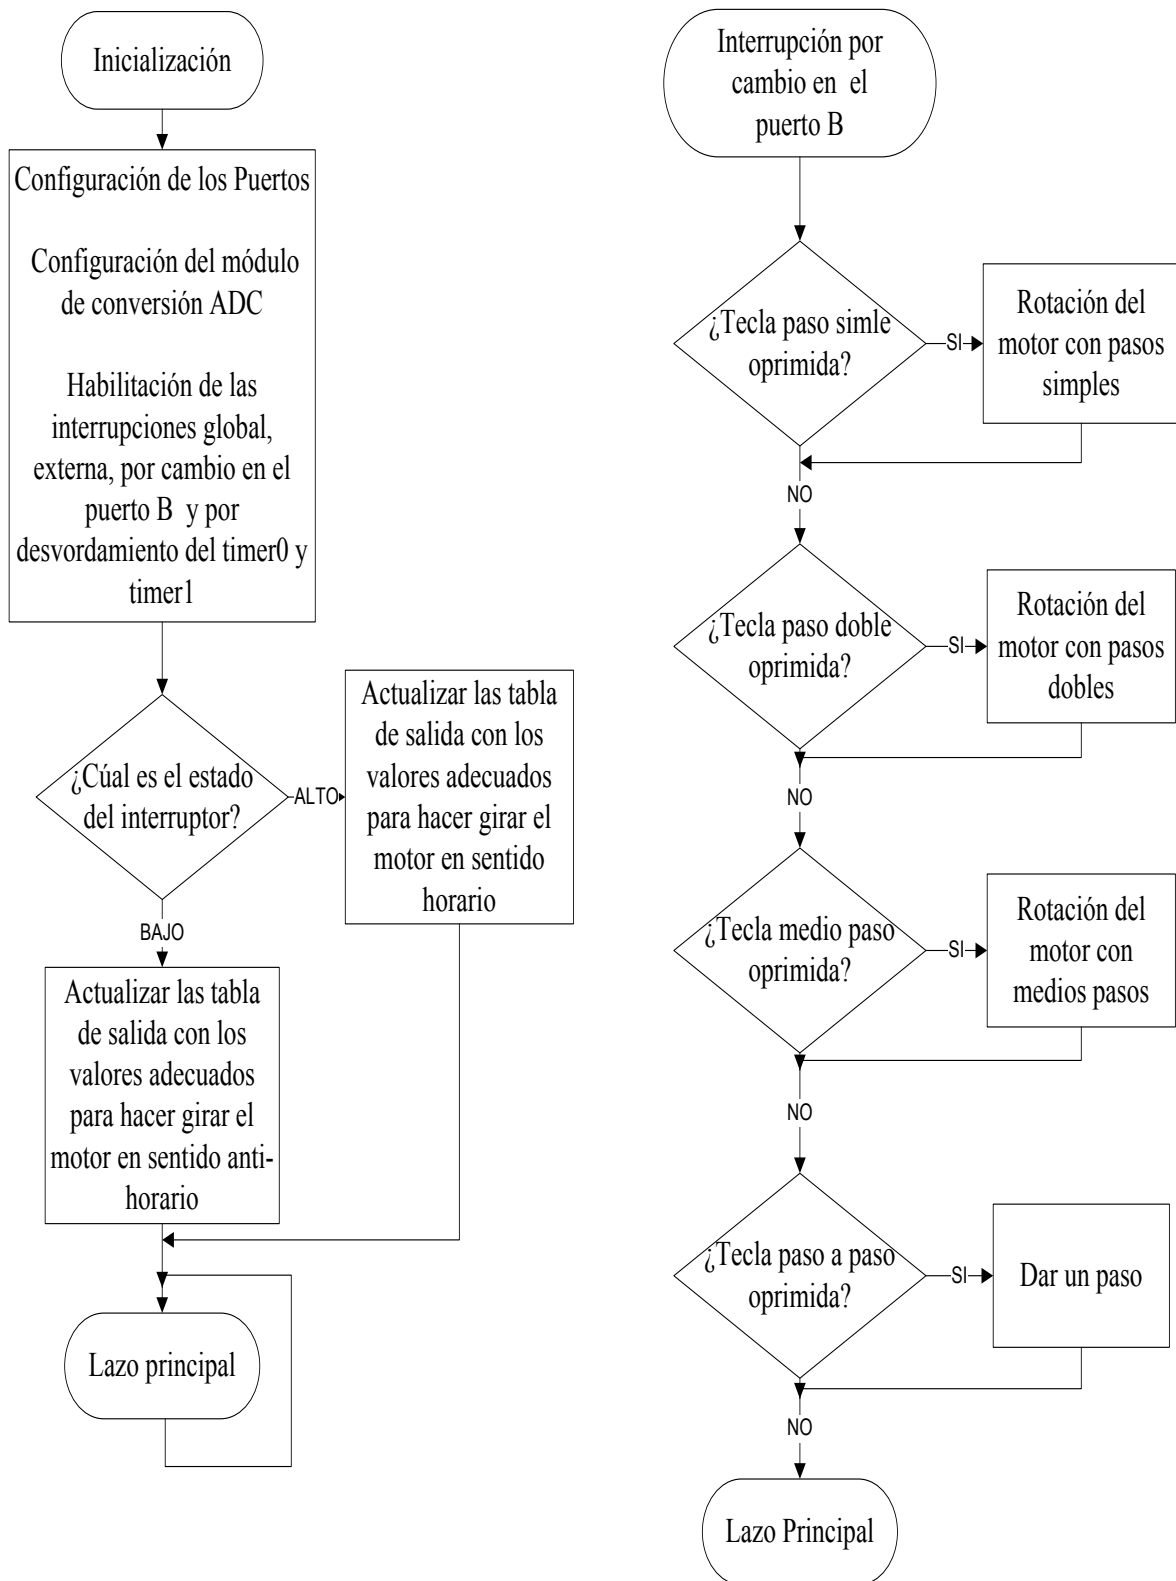 Inicialización
Configuración de los Puertos
Configuración del módulo
de conversión ADC
Habilitación de las
interrupciones global,
externa, por cambio en el
puerto B y por
desvordamiento del timer0 y
timer1
¿Cúal es el estado
del interruptor?
ALTO
Actualizar las tabla
de salida con los
valores adecuados
para hacer girar el
motor en sentido
horario
BAJO
Actualizar las tabla
de salida con los
valores adecuados
para hacer girar el
motor en sentido anti-
horario
Lazo principal
Interrupción por
cambio en el
puerto B
¿Tecla paso simle
oprimida?
SI
Rotación del
motor con pasos
simples
NO
¿Tecla paso doble
oprimida?
SI
Rotación del
motor con pasos
dobles
NO
¿Tecla medio paso
oprimida?
SI
Rotación del
motor con
medios pasos
NO
¿Tecla paso a paso
oprimida?
SI
Dar un paso
NO
Lazo Principal